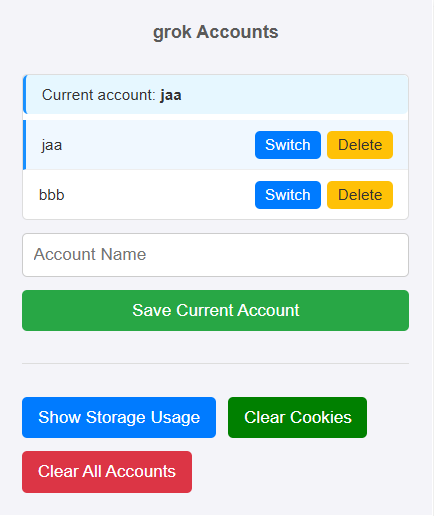 grok Accounts
Current account: jaa
jaa Switch Delete
bbb Switch Delete
Account Name
Save Current Account
Show Storage Usage Clear Cookies
Clear All Accounts